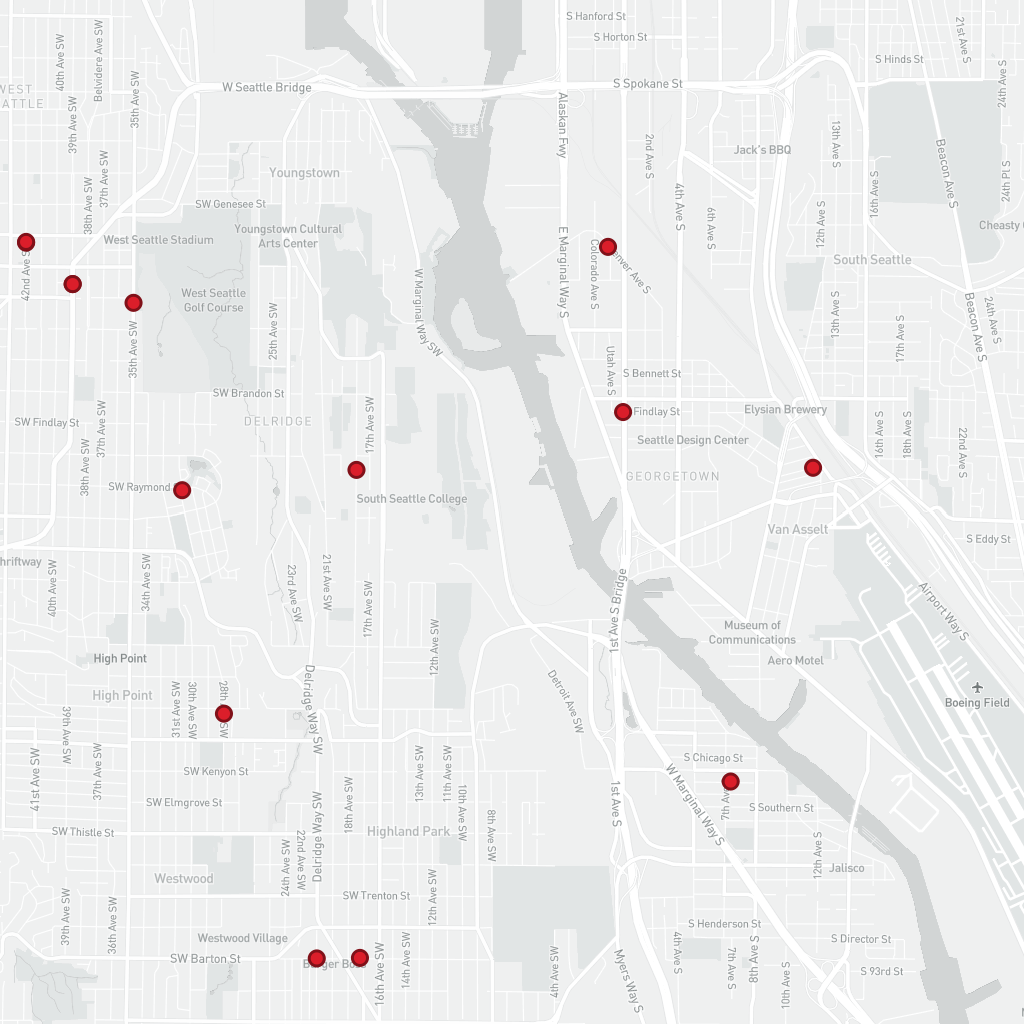 S Hanford St
S Horton St
21st Ave S
40th Ave SW
Belvidere Ave SW
S Hinds St
24th Ave S
35th Ave SW
WEST
ATTLE
W Seattle Bridge
S Spokane St
39th Ave SW
Alaskan Fwy
13th Ave S
2nd Ave S
Jack's BBQ
Beacon Ave S
24th PL S
37th Ave SW
Youngstown
38th Ave SW
4th Ave S
16th Ave S
SW Genesee St
6th Ave S
12th Ave S
Cheasty
West Seattle Stadium
Youngstown Cultural
Arts Center
42nd Ave S
E Marginal Way S
Colorado Ave S
enver Ave S
South Seattle
West Seattle
Golf Course
W Marginal Way SW
13th Ave S
25th Ave SW
35th Ave SW
17th Ave S
24th Ave S
Beacon Ave S
Utah Ave S
S Bennett St
SW Brandon St
Findlay St
Elysian Brewery
SW Findlay St
37th Ave SW
DELRIDGE
17th Ave SW
16th Ave S
18th Ave S
Seattle Design Center
22nd Ave S
38th Ave SW
GEORGETOWN
SW Raymond
South Seattle College
Van Asselt
S Eddy St
hriftway
40th Ave SW
34th Ave SW
23rd Ave SW
21st Ave SW
17th Ave SW
1st Ave S Bridge
Airport Way S
Museum of
Communications
12th Ave SW
High Point
Aero Motel
High Point
31st Ave SW
30th Ave SW
28th
SW
Detroit Ave SW
Boeing Field
39th Ave SW
Delridge Way SW
41st Ave SW
37th Ave SW
SW Kenyon St
13th Ave SW
11th Ave SW
S Chicago St
SW Elmgrove St
18th Ave SW
10th Ave SW
1st Ave S
W Marginal Way S
7th Av
S Southern St
SW Thistle St
Delridge Way SW
Highland Park
8th Ave SW
24th Ave SW
22nd Ave SW
12th Ave S
Jalisco
Westwood
SW Trenton St
12th Ave SW
39th Ave SW
36th Ave SW
S Henderson St
Westwood Village
S Director St
SW Barton St
B
ger Bo
16th Ave SW
14th Ave SW
4th Ave SW
Myers Way S
4th Ave S
7th Ave S
8th Ave S
10th Ave S
S 93rd St